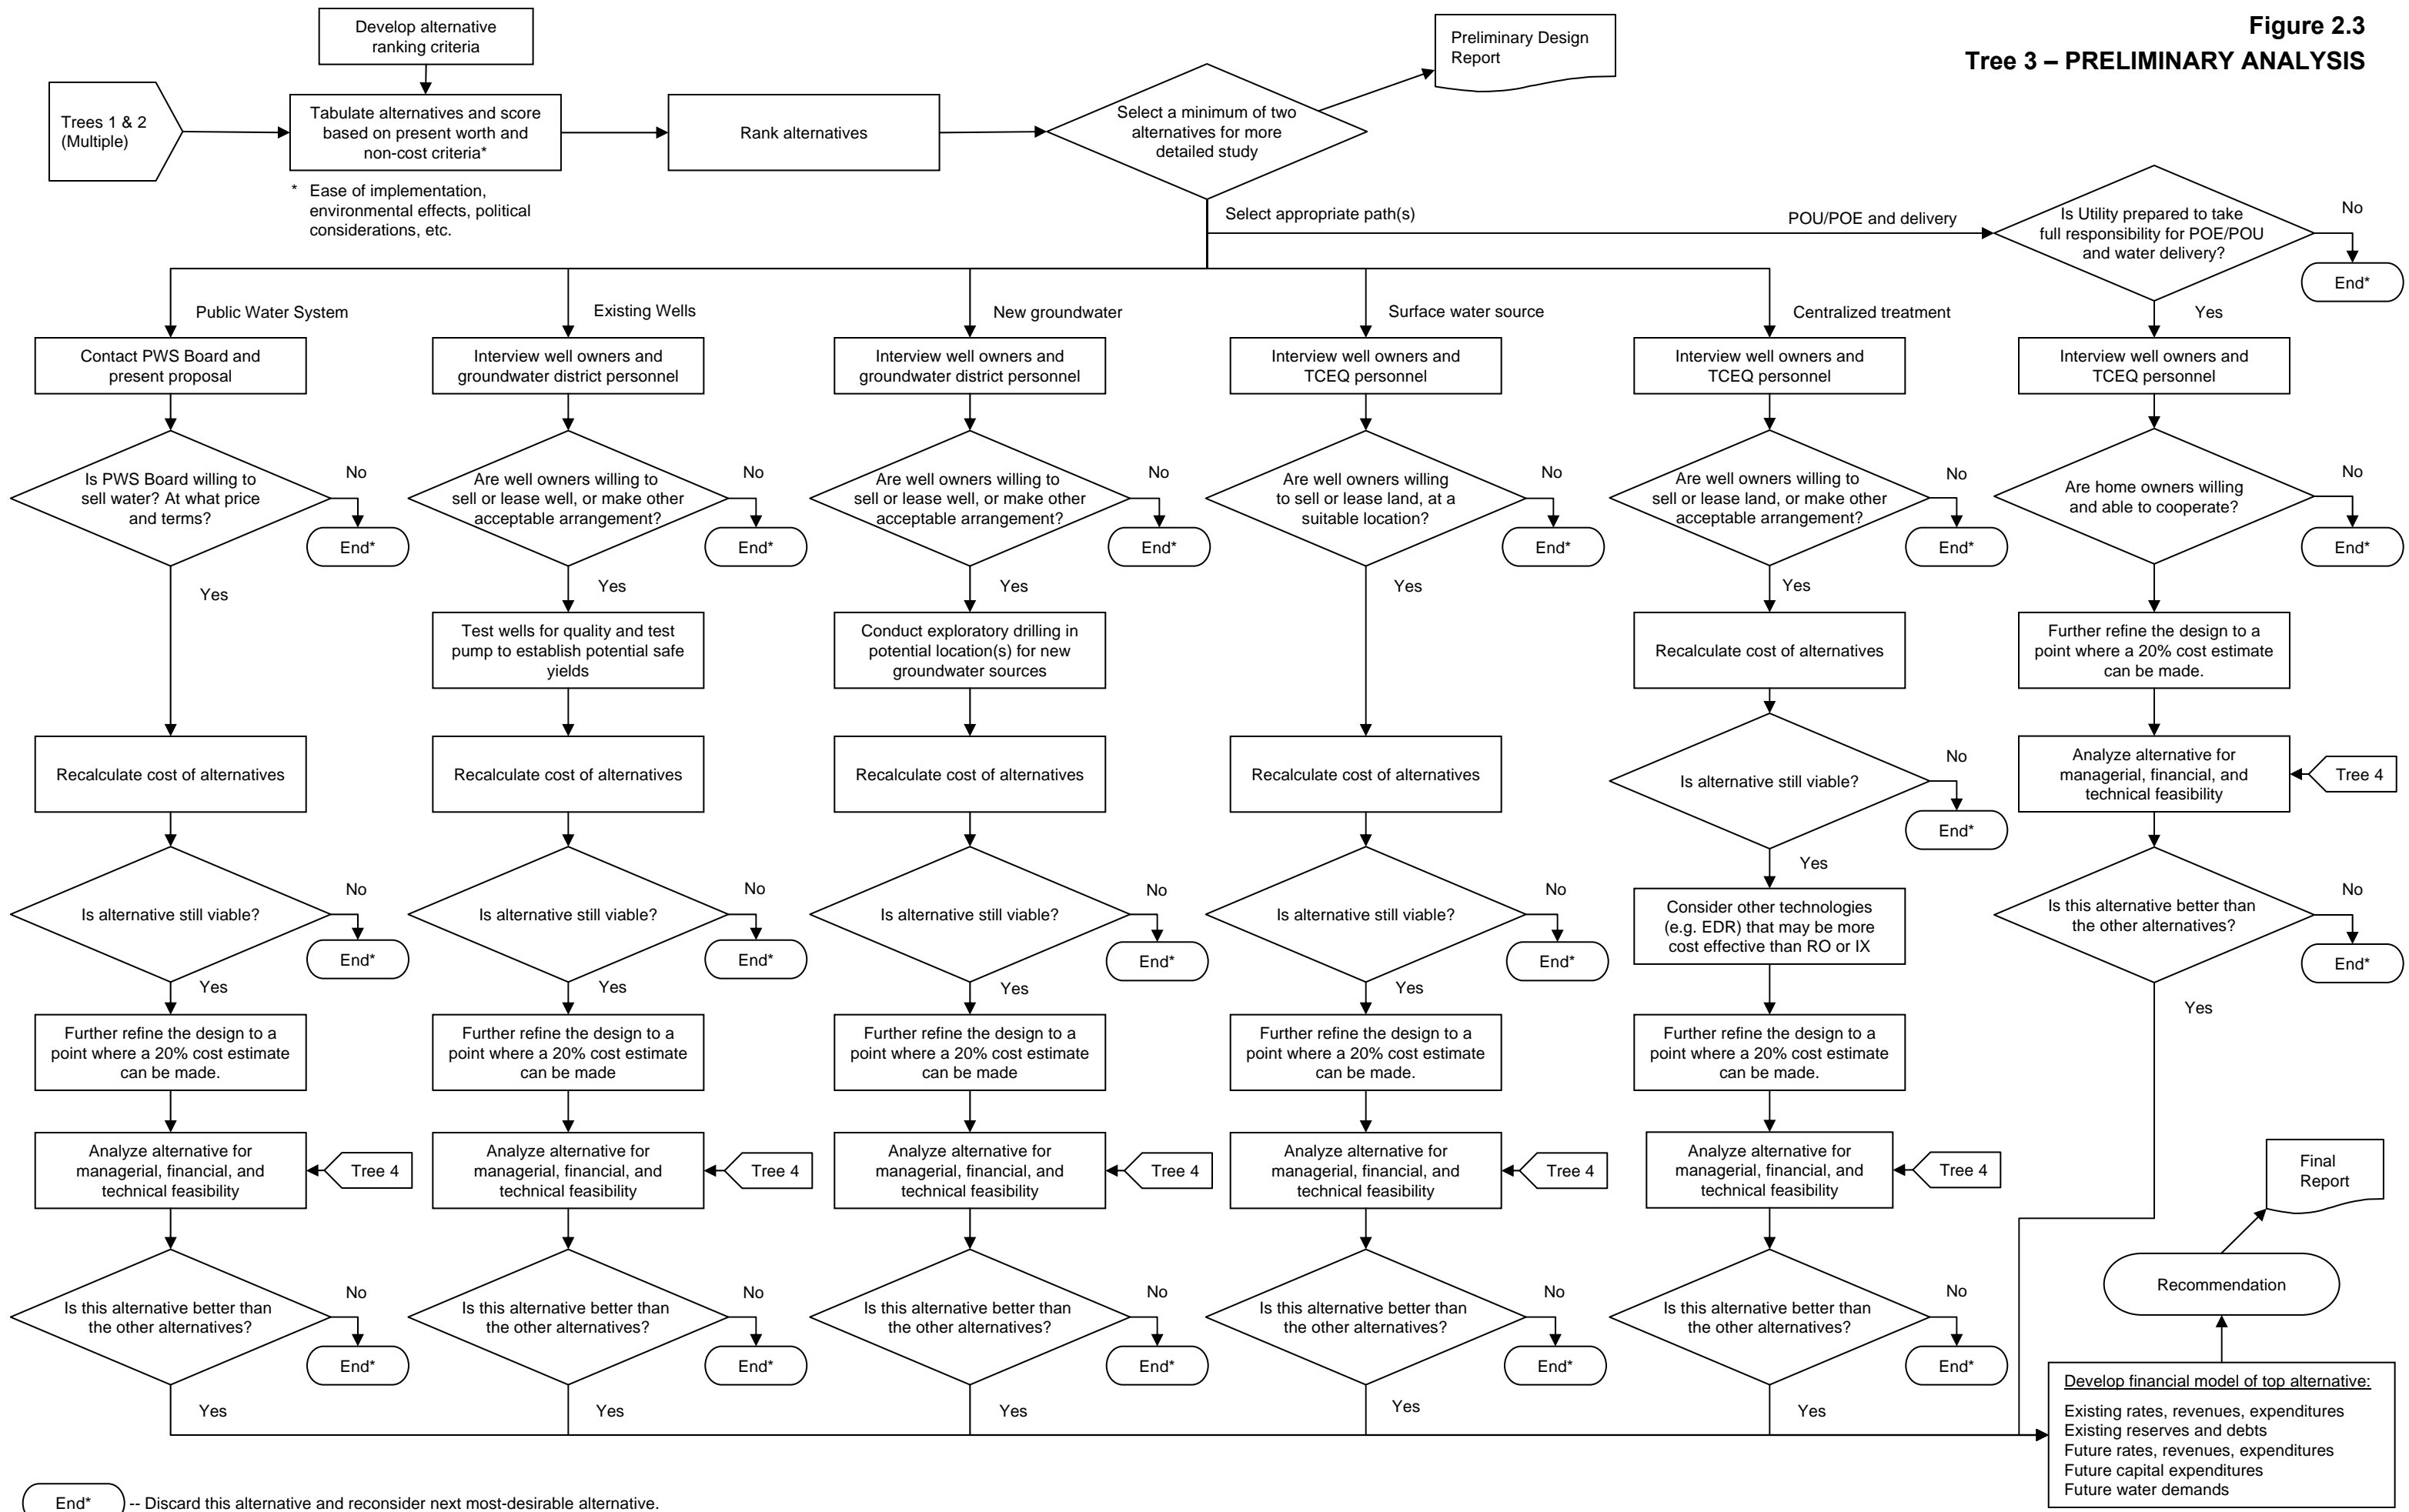 Figure 2.3
Tree 3 – PRELIMINARY ANALYSIS
Develop alternative
ranking criteria
Trees 1 & 2
(Multiple)
Tabulate alternatives and score
based on present worth and
non-cost criteria*
* Ease of implementation,
environmental effects, political
considerations, etc.
Rank alternatives
Select a minimum of two
alternatives for more
detailed study
Preliminary Design
Report
Select appropriate path(s)
POU/POE and delivery
Is Utility prepared to take
full responsibility for POE/POU
and water delivery?
No
End*
Yes
Public Water System
Existing Wells
New groundwater
Surface water source
Centralized treatment
Contact PWS Board and
present proposal
Interview well owners and
groundwater district personnel
Interview well owners and
groundwater district personnel
Interview well owners and
TCEQ personnel
Interview well owners and
TCEQ personnel
Interview well owners and
TCEQ personnel
Is PWS Board willing to
sell water? At what price
and terms?
No
End*
Yes
Are well owners willing to
sell or lease well, or make other
acceptable arrangement?
No
End*
Yes
Are well owners willing to
sell or lease well, or make other
acceptable arrangement?
No
End*
Yes
Are well owners willing
to sell or lease land, at a
suitable location?
No
End*
Yes
Are well owners willing to
sell or lease land, or make other
acceptable arrangement?
No
End*
Yes
Are home owners willing
and able to cooperate?
No
End*
Test wells for quality and test
pump to establish potential safe
yields
Conduct exploratory drilling in
potential location(s) for new
groundwater sources
Recalculate cost of alternatives
Further refine the design to a
point where a 20% cost estimate
can be made.
Recalculate cost of alternatives
Recalculate cost of alternatives
Recalculate cost of alternatives
Recalculate cost of alternatives
Is alternative still viable?
No
End*
Yes
Analyze alternative for
managerial, financial, and
technical feasibility
Tree 4
Is alternative still viable?
No
End*
Yes
Is alternative still viable?
No
End*
Yes
Is alternative still viable?
No
End*
Yes
Is alternative still viable?
No
End*
Yes
Consider other technologies
(e.g. EDR) that may be more
cost effective than RO or IX
Is this alternative better than
the other alternatives?
No
End*
Yes
Further refine the design to a
point where a 20% cost estimate
can be made.
Further refine the design to a
point where a 20% cost estimate
can be made
Further refine the design to a
point where a 20% cost estimate
can be made
Further refine the design to a
point where a 20% cost estimate
can be made.
Further refine the design to a
point where a 20% cost estimate
can be made.
Analyze alternative for
managerial, financial, and
technical feasibility
Tree 4
Analyze alternative for
managerial, financial, and
technical feasibility
Tree 4
Analyze alternative for
managerial, financial, and
technical feasibility
Tree 4
Analyze alternative for
managerial, financial, and
technical feasibility
Tree 4
Analyze alternative for
managerial, financial, and
technical feasibility
Tree 4
Final
Report
Recommendation
Is this alternative better than
the other alternatives?
No
End*
Yes
Is this alternative better than
the other alternatives?
No
End*
Yes
Is this alternative better than
the other alternatives?
No
End*
Yes
Is this alternative better than
the other alternatives?
No
End*
Yes
Is this alternative better than
the other alternatives?
No
End*
Yes
Develop financial model of top alternative:
Existing rates, revenues, expenditures
Existing reserves and debts
Future rates, revenues, expenditures
Future capital expenditures
Future water demands
End* -- Discard this alternative and reconsider next most-desirable alternative.